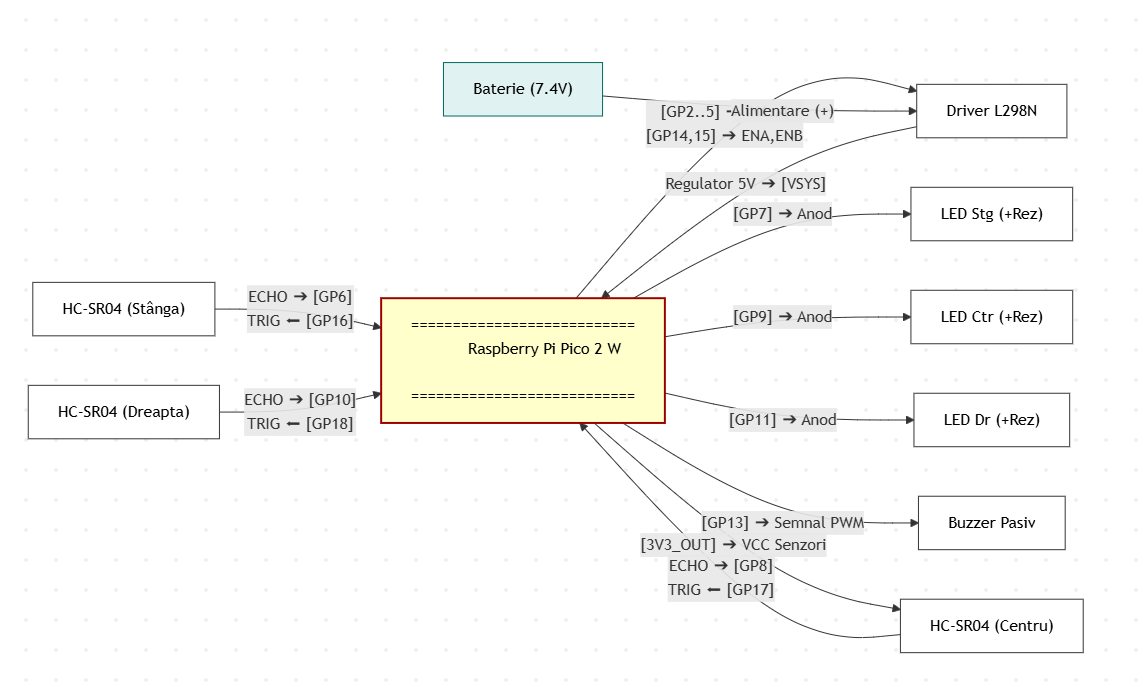 Baterie (7.4V)
[GP2..5] -Alimentare (+)
[GP14,15] → ENA,ENB
Driver L298N
Regulator 5V → [VSYS]
[GP7] → Anod
LED Stg (+Rez)
HC-SR04 (Stânga)
ECHO → [GP6]
TRIG ← [GP16]
===========================
Raspberry Pi Pico 2 W
===========================
[GP9] → Anod
LED Ctr (+Rez)
HC-SR04 (Dreapta)
ECHO → [GP10]
TRIG ← [GP18]
[GP11] → Anod
LED Dr (+Rez)
[GP13] → Semnal PWM
Buzzer Pasiv
[3V3_OUT] → VCC Senzori
ECHO → [GP8]
TRIG ← [GP17]
HC-SR04 (Centru)